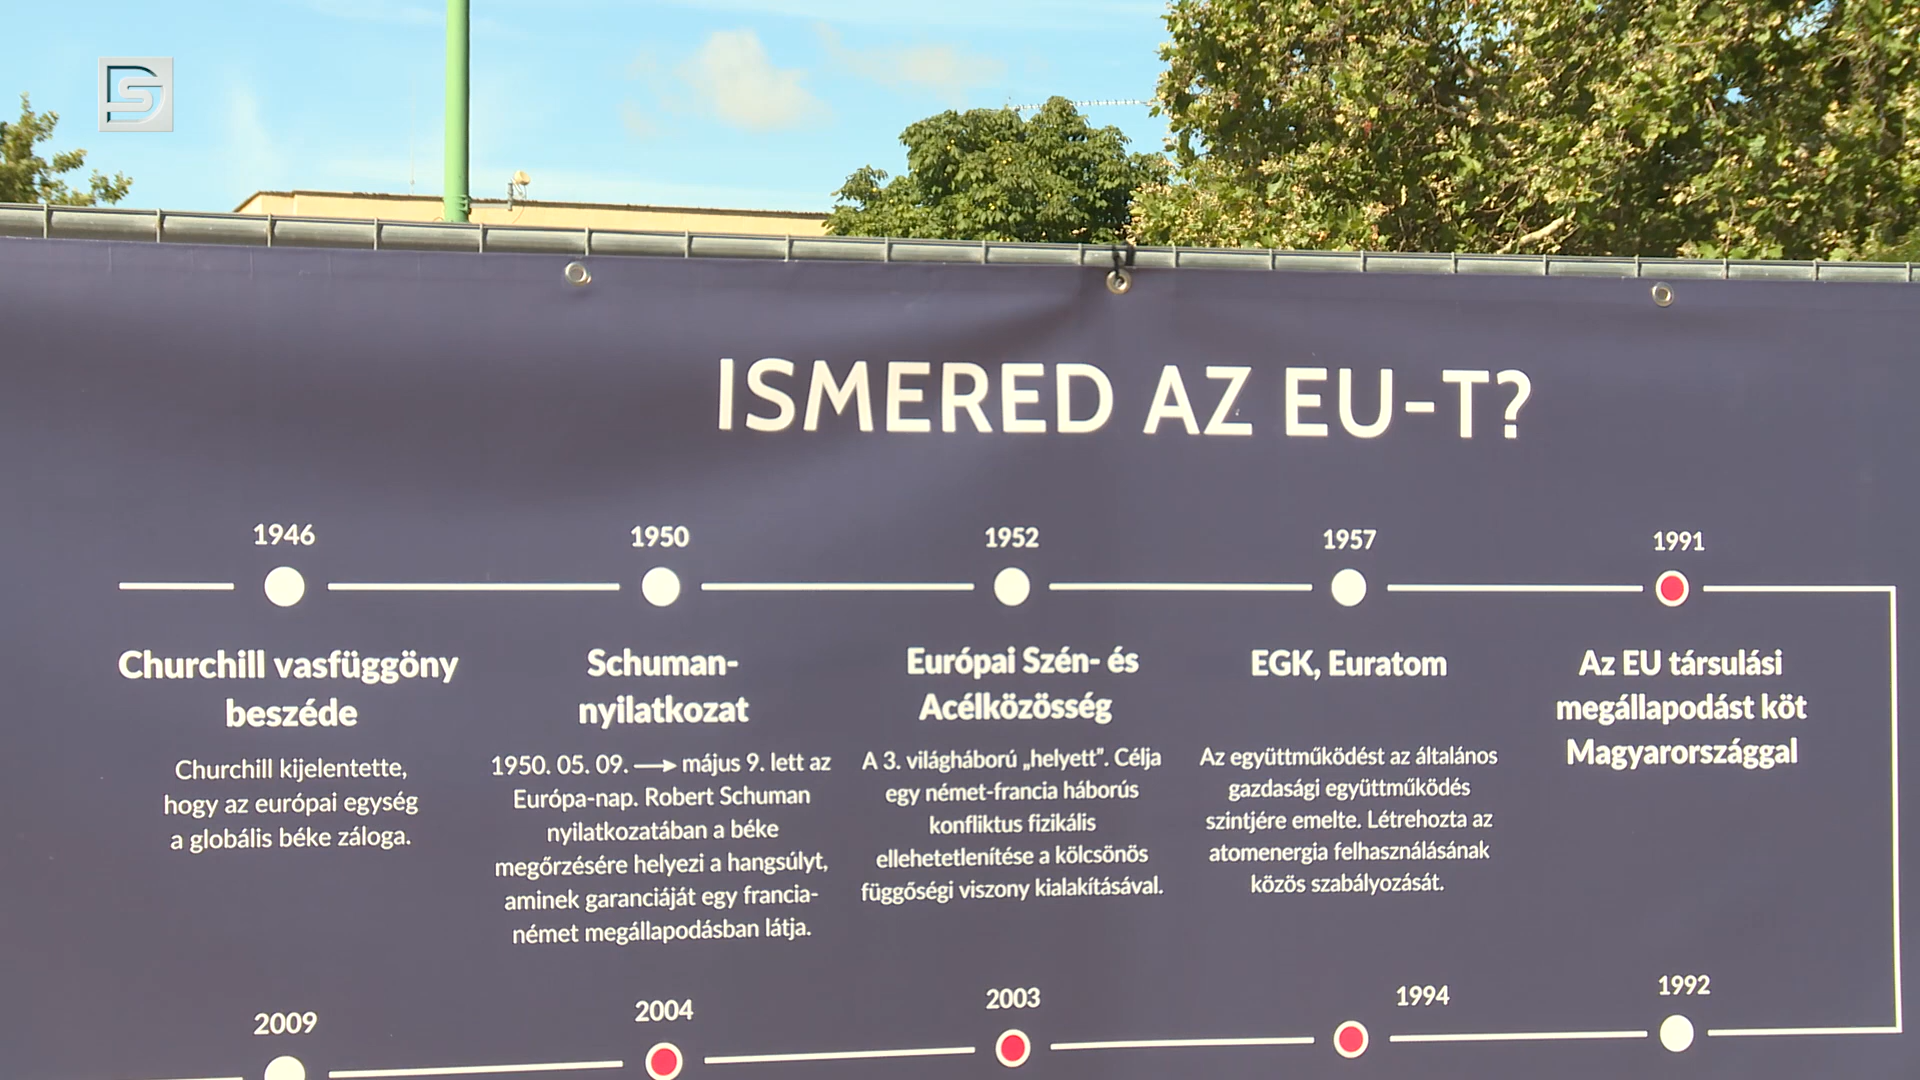 DS
ISMERED AZ EU-T?
1946
1950
1952
1957
1991
Churchill vasfüggöny
beszéde
Churchill kijelentette,
hogy az európai egység
a globális béke záloga.
Schuman-
nyilatkozat
1950. 05. 09. → május 9. lett az
Európa-nap. Robert Schuman
nyilatkozatában a béke
megőrzésére helyezi a hangsúlyt,
aminek garanciáját egy francia-
német megállapodásban látja.
Európai Szén- és
Acélközösség
A 3. világháború „helyett”. Célja
egy német-francia háborús
konfliktus fizikális
ellehetetlenítése a kölcsönös
függőségi viszony kialakításával.
EGK, Euratom
Az együttműködést az általános
gazdasági együttműködés
szintjére emelte. Létrehozta az
atomenergia felhasználásának
közös szabályozását.
Az EU társulási
megállapodást köt
Magyarországgal
2009
2004
2003
1994
1992